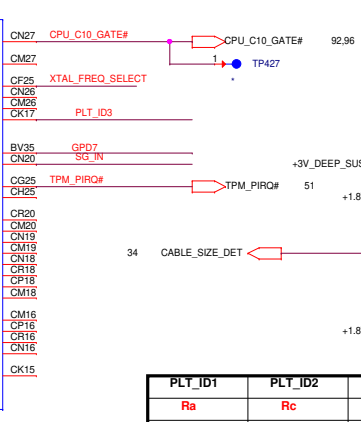 CN27 CPU_C10_GATE# CPU_C10_GATE# 92,96
CM27 1 TP427
CF25 XTAL_FREQ_SELECT *
CN26
CM26
CK17 PLT_ID3
BV35 GPD7
CN20 SG_IN +3V_DEEP_SUS
CG25 TPM_PIRQ# TPM_PIRQ# 51
CH25 +1.8
CR20
CM20
CN19
CM19 34 CABLE_SIZE_DET
CN18
CR18
CP18
CM18
CM16
CP16 +1.8
CR16
CN16
CK15
PLT_ID1 PLT_ID2
Ra Rc